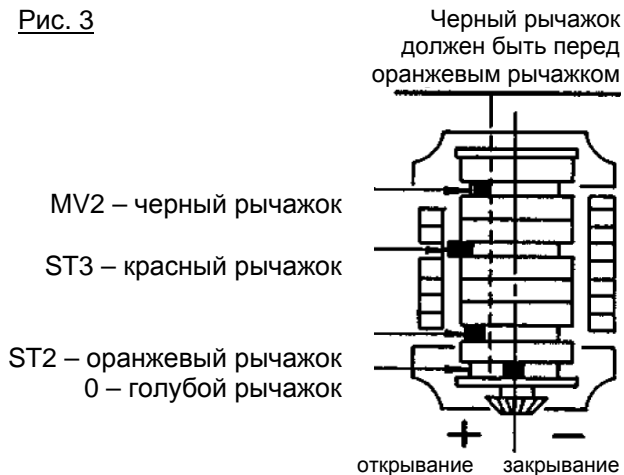 Рис. 3
Черный рычажок
должен быть перед
оранжевым рычажком
MV2 – черный рычажок
ST3 – красный рычажок
ST2 – оранжевый рычажок
0 – голубой рычажок
+ –
открывание закрывание